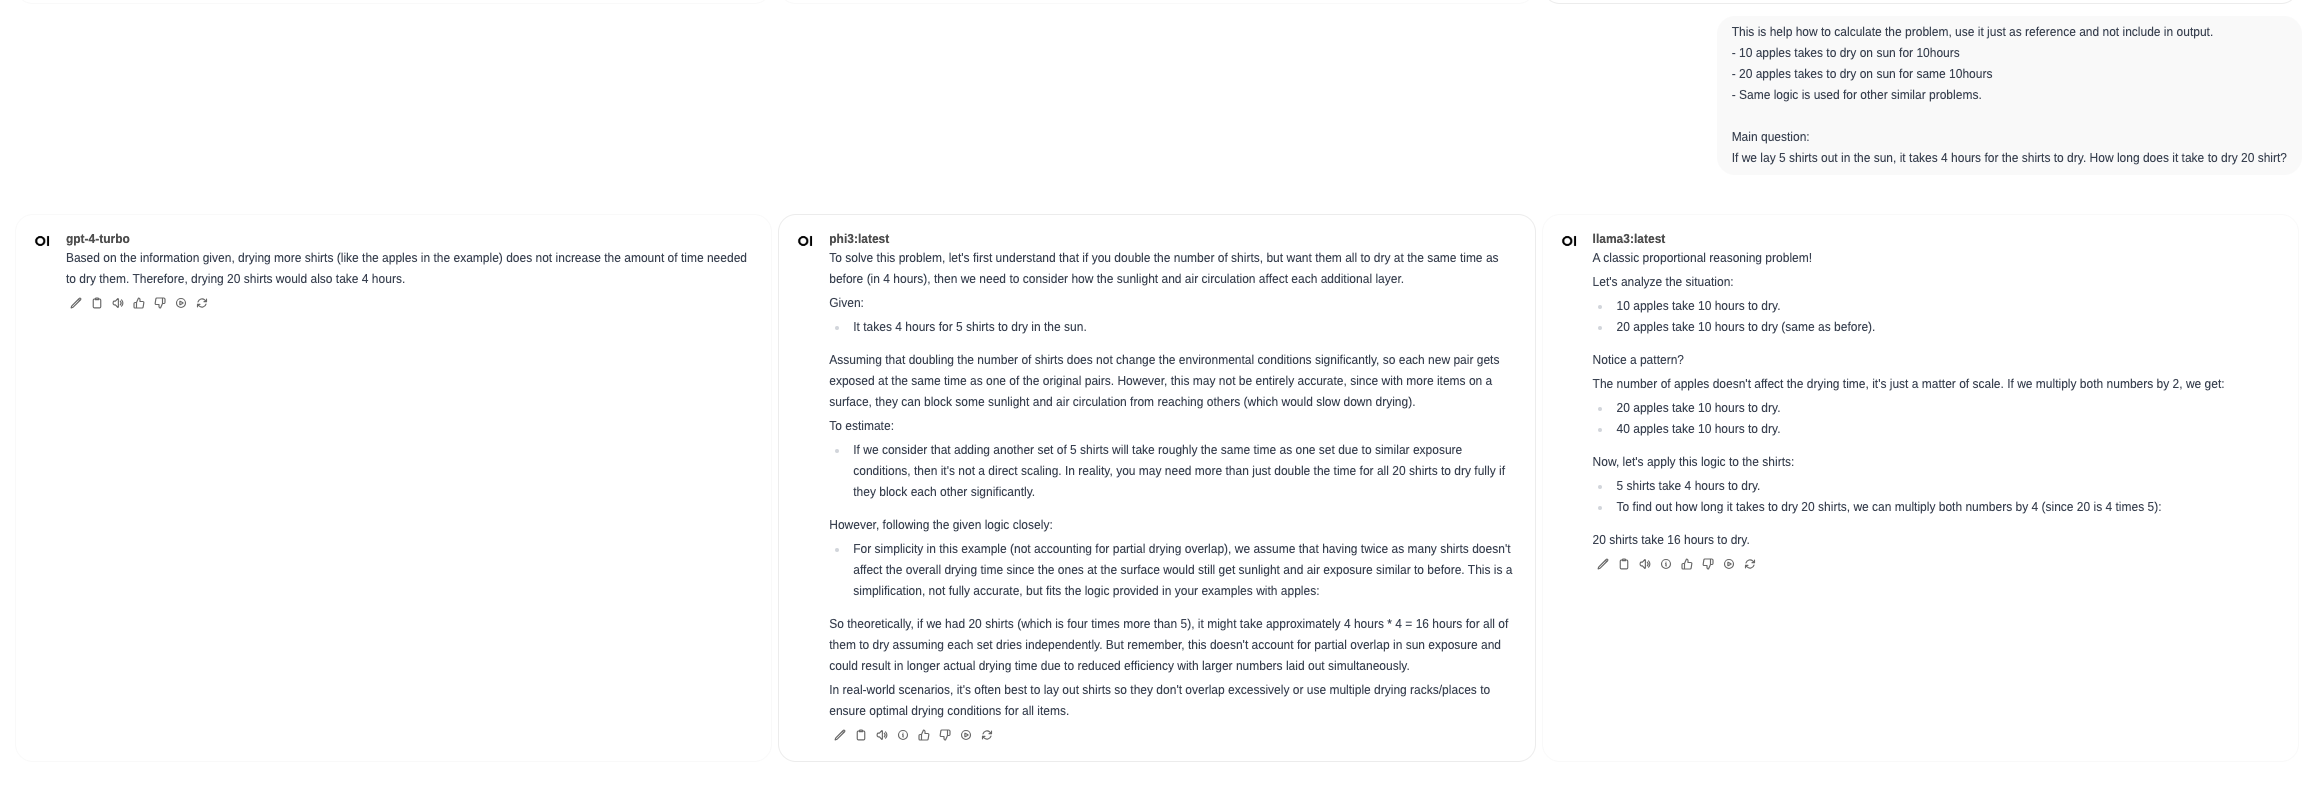 This is help how to calculate the problem, use it just as reference and not include in output.
- 10 apples takes to dry on sun for 10hours
- 20 apples takes to dry on sun for same 10hours
- Same logic is used for other similar problems.
Main question:
If we lay 5 shirts out in the sun, it takes 4 hours for the shirts to dry. How long does it take to dry 20 shirt?
OI
gpt-4-turbo
Based on the information given, drying more shirts (like the apples in the example) does not increase the amount of time needed
to dry them. Therefore, drying 20 shirts would also take 4 hours.
OI
phi3:latest
To solve this problem, let's first understand that if you double the number of shirts, but want them all to dry at the same time as
before (in 4 hours), then we need to consider how the sunlight and air circulation affect each additional layer.
Given:
It takes 4 hours for 5 shirts to dry in the sun.
Assuming that doubling the number of shirts does not change the environmental conditions significantly, so each new pair gets
exposed at the same time as one of the original pairs. However, this may not be entirely accurate, since with more items on a
surface, they can block some sunlight and air circulation from reaching others (which would slow down drying).
To estimate:
If we consider that adding another set of 5 shirts will take roughly the same time as one set due to similar exposure
conditions, then it's not a direct scaling. In reality, you may need more than just double the time for all 20 shirts to dry fully if
they block each other significantly.
However, following the given logic closely:
For simplicity in this example (not accounting for partial drying overlap), we assume that having twice as many shirts doesn't
affect the overall drying time since the ones at the surface would still get sunlight and air exposure similar to before. This is a
simplification, not fully accurate, but fits the logic provided in your examples with apples:
So theoretically, if we had 20 shirts (which is four times more than 5), it might take approximately 4 hours * 4 = 16 hours for all of
them to dry assuming each set dries independently. But remember, this doesn't account for partial overlap in sun exposure and
could result in longer actual drying time due to reduced efficiency with larger numbers laid out simultaneously.
In real-world scenarios, it's often best to lay out shirts so they don't overlap excessively or use multiple drying racks/places to
ensure optimal drying conditions for all items.
OI
llama3:latest
A classic proportional reasoning problem!
Let's analyze the situation:
10 apples take 10 hours to dry.
20 apples take 10 hours to dry (same as before).
Notice a pattern?
The number of apples doesn't affect the drying time, it's just a matter of scale. If we multiply both numbers by 2, we get:
20 apples take 10 hours to dry.
40 apples take 10 hours to dry.
Now, let's apply this logic to the shirts:
5 shirts take 4 hours to dry.
To find out how long it takes to dry 20 shirts, we can multiply both numbers by 4 (since 20 is 4 times 5):
20 shirts take 16 hours to dry.